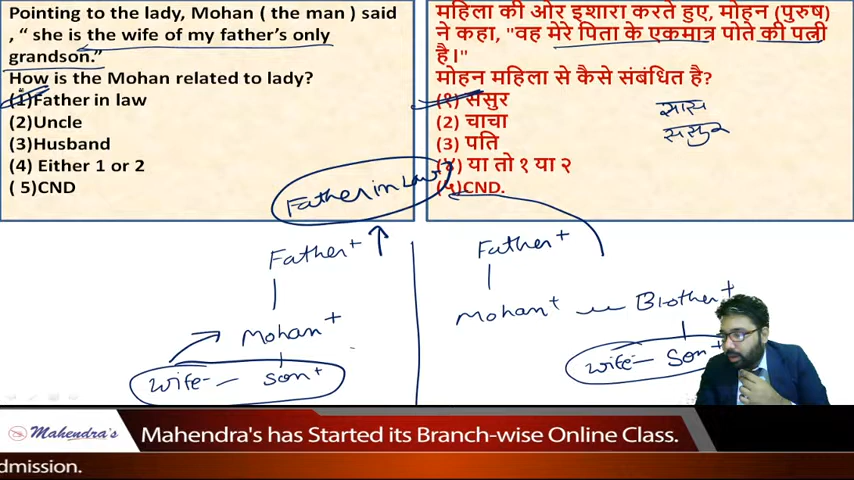 Pointing to the lady, Mohan ( the man ) said
, “ she is the wife of my father’s only
grandson.”
How is the Mohan related to lady?
(1)Father in law
(2)Uncle
(3)Husband
(4) Either 1 or 2
( 5)CND
महिला की ओर इशारा करते हुए, मोहन (पुरुष)
ने कहा, "वह मेरे पिता के एकमात्र पोते की पत्नी
है।"
मोहन महिला से कैसे संबंधित है?
(१) ससुर
(2) चाचा
(3) पति
(४) या तो १ या २
(५)CND.
सास
ससुर
Father in Law
Father+
Mohan+
wife- — Son+
Father+
Mohan+ — Brother+
wife- — Son+
Mahendra's
Mahendra's has Started its Branch-wise Online Class.
dmission.